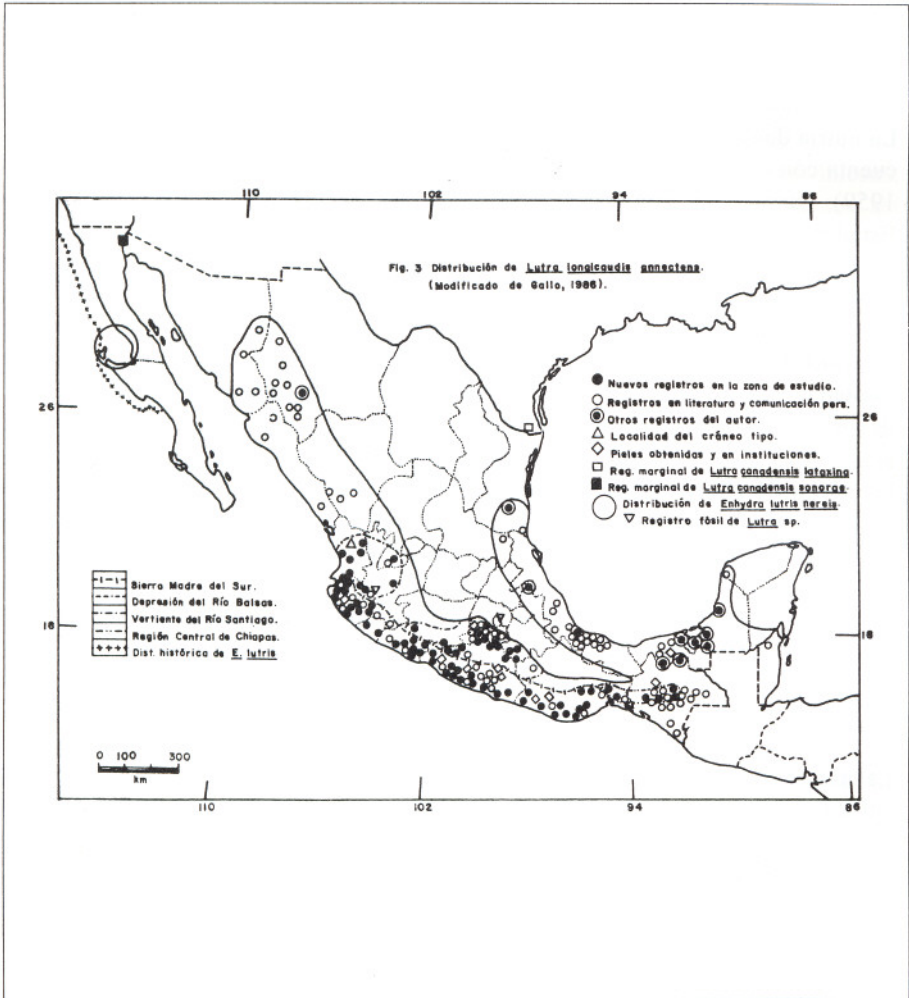 110
102
94
86
Fig. 3 Distribución de Lutra longicaudis annectens.
(Modificado de Gallo, 1986).
Nuevos registros en la zona de estudio.
26
Registros en literatura y comunicación pers.
26
Otros registros del autor.
Localidad del cráneo tipo.
Pieles obtenidas y en instituciones.
Reg. marginal de Lutra canadensis lataxina.
Reg. marginal de Lutra canadensis sonorae.
Distribución de Enhydra lutris nereis.
Registro fósil de Lutra sp.
Sierra Madre del Sur.
Depresión del Río Balsas.
18
Vertiente del Río Santiago.
18
Región Central de Chiapas.
Dist. histórica de E. lutris
0 100 300
km
110
102
94
86